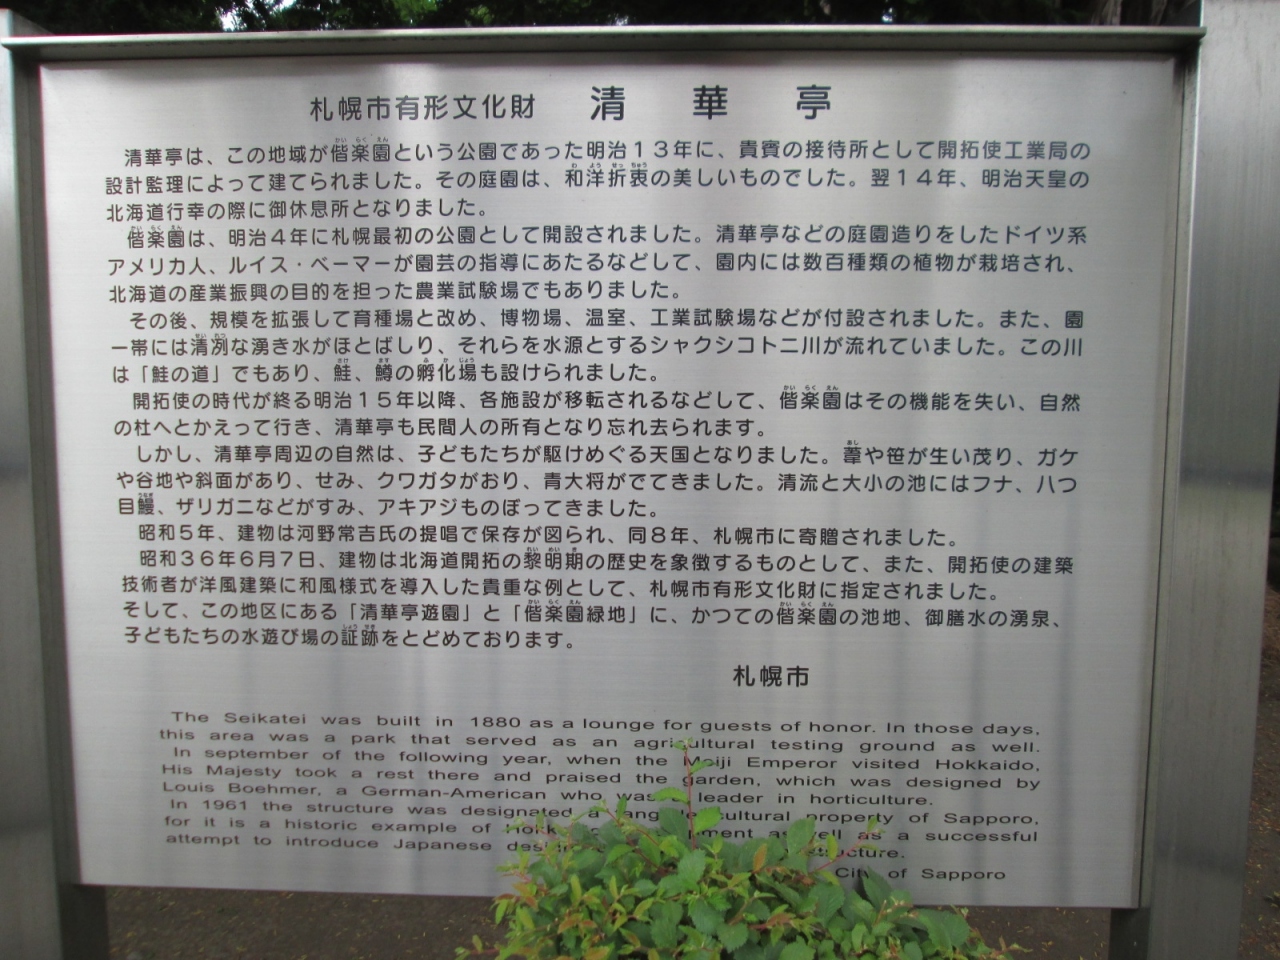 札幌市有形文化財 清華亭
清華亭は、この地域が偕楽園という公園であった明治13年に、貴賓の接待所として開拓使工業局の
設計監理によって建てられました。その庭園は、和洋折衷の美しいものでした。翌14年、明治天皇の
北海道行幸の際に御休息所となりました。
偕楽園は、明治4年に札幌最初の公園として開設されました。清華亭などの庭園造りをしたドイツ系
アメリカ人、ルイス・ベーマーが園芸の指導にあたるなどして、園内には数百種類の植物が栽培され、
北海道の産業振興の目的を担った農業試験場でもありました。
その後、規模を拡張して育種場と改め、博物場、温室、工業試験場などが付設されました。また、園
一帯には清冽な湧き水がほとばしり、それらを水源とするシャクシコトニ川が流れていました。この川
は「鮭の道」でもあり、鮭、鱒の孵化場も設けられました。
開拓使の時代が終る明治15年以降、各施設が移転されるなどして、偕楽園はその機能を失い、自然
の杜へとかえって行き、清華亭も民間人の所有となり忘れ去られます。
しかし、清華亭周辺の自然は、子どもたちが駆けめぐる天国となりました。葦や笹が生い茂り、ガケ
や谷地や斜面があり、せみ、クワガタがおり、青大将がでてきました。清流と大小の池にはフナ、八つ
目鰻、ザリガニなどがすみ、アキアジものぼってきました。
昭和5年、建物は河野常吉氏の提唱で保存が図られ、同8年、札幌市に寄贈されました。
昭和36年6月7日、建物は北海道開拓の黎明期の歴史を象徴するものとして、また、開拓使の建築
技術者が洋風建築に和風様式を導入した貴重な例として、札幌市有形文化財に指定されました。
そして、この地区にある「清華亭遊園」と「偕楽園緑地」に、かつての偕楽園の池地、御膳水の湧泉、
子どもたちの水遊び場の証跡をとどめております。
札幌市
The Seikatei was built in 1880 as a lounge for guests of honor. In those days,
this area was a park that served as an agricultural testing ground as well.
In september of the following year, when the Meiji Emperor visited Hokkaido,
His Majesty took a rest there and praised the garden, which was designed by
Louis Boehmer, a German-American who was a leader in horticulture.
In 1961 the structure was designated a tangible cultural property of Sapporo,
for it is a historic example of as well as a successful
attempt to introduce Japanese structure.
City of Sapporo